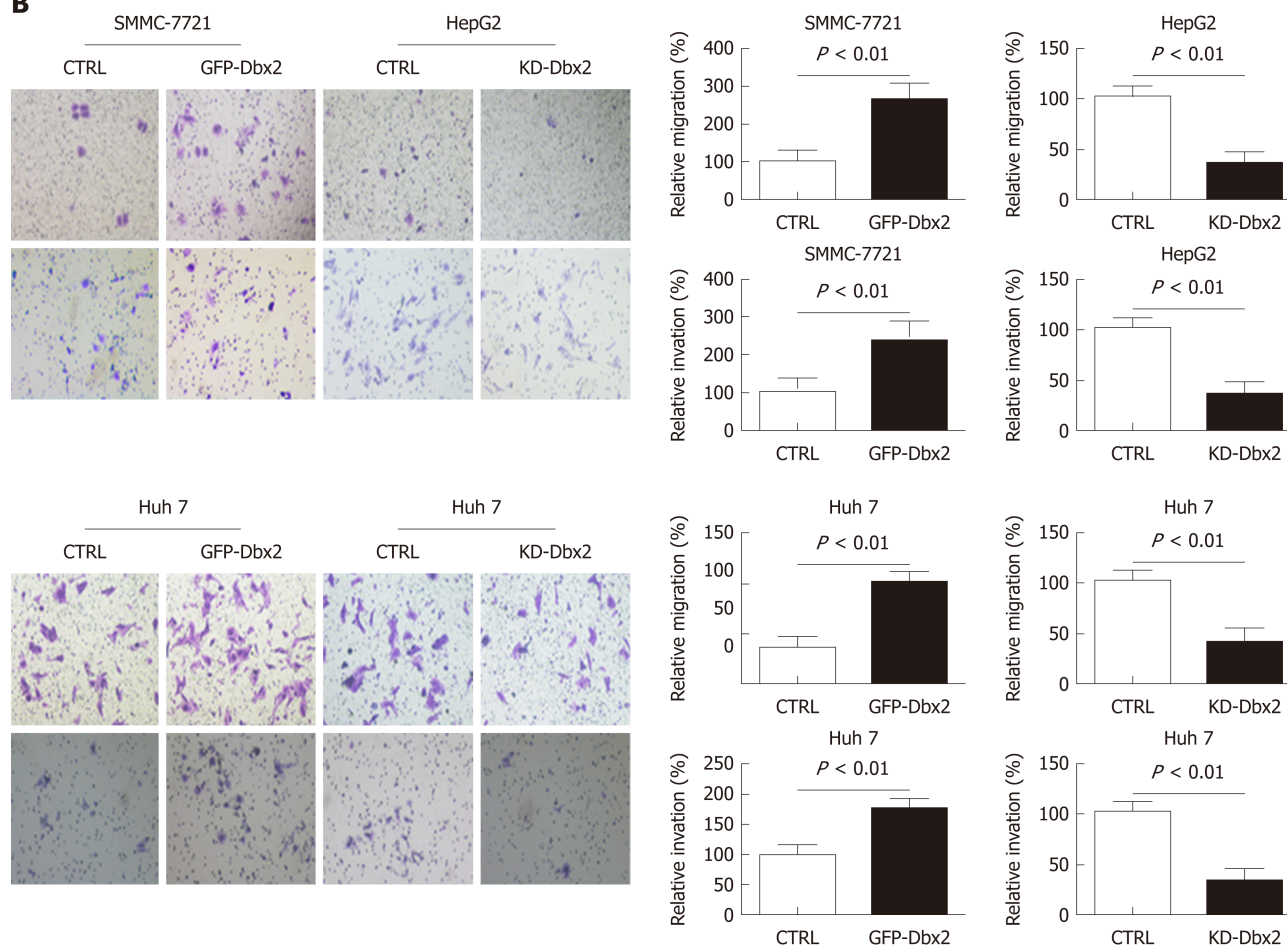 B
SMMC-7721
HepG2
CTRL
GFP-Dbx2
CTRL
KD-Dbx2
SMMC-7721
Relative migration (%)
400
300
200
100
0
P < 0.01
CTRL
GFP-Dbx2
HepG2
Relative migration (%)
150
100
50
0
P < 0.01
CTRL
KD-Dbx2
SMMC-7721
Relative invation (%)
400
300
200
100
0
P < 0.01
CTRL
GFP-Dbx2
HepG2
Relative invation (%)
150
100
50
0
P < 0.01
CTRL
KD-Dbx2
Huh 7
Huh 7
CTRL
GFP-Dbx2
CTRL
KD-Dbx2
Huh 7
Relative migration (%)
150
100
50
0
P < 0.01
CTRL
GFP-Dbx2
Huh 7
Relative migration (%)
150
100
50
0
P < 0.01
CTRL
KD-Dbx2
Huh 7
Relative invation (%)
250
200
150
100
50
0
P < 0.01
CTRL
GFP-Dbx2
Huh 7
Relative invation (%)
150
100
50
0
P < 0.01
CTRL
KD-Dbx2